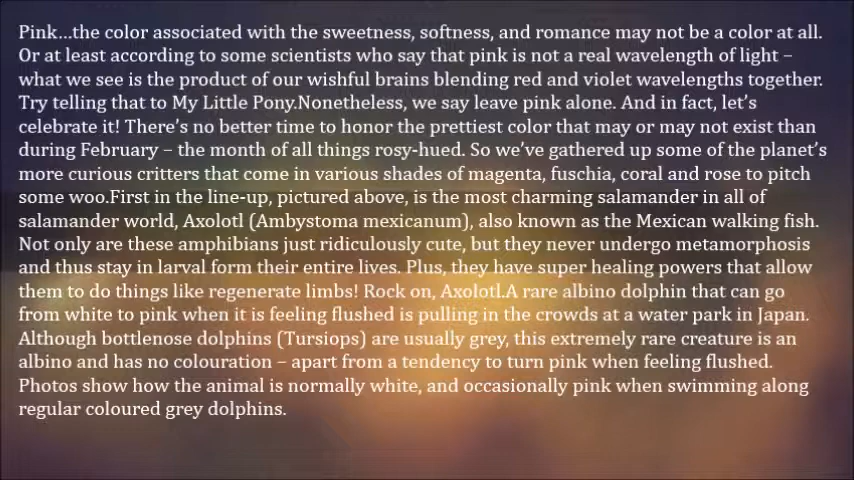 Pink...the color associated with the sweetness, softness, and romance may not be a color at all.
Or at least according to some scientists who say that pink is not a real wavelength of light –
what we see is the product of our wishful brains blending red and violet wavelengths together.
Try telling that to My Little Pony.Nonetheless, we say leave pink alone. And in fact, let's
celebrate it! There's no better time to honor the prettiest color that may or may not exist than
during February – the month of all things rosy-hued. So we've gathered up some of the planet's
more curious critters that come in various shades of magenta, fuschia, coral and rose to pitch
some woo.First in the line-up, pictured above, is the most charming salamander in all of
salamander world, Axolotl (Ambystoma mexicanum), also known as the Mexican walking fish.
Not only are these amphibians just ridiculously cute, but they never undergo metamorphosis
and thus stay in larval form their entire lives. Plus, they have super healing powers that allow
them to do things like regenerate limbs! Rock on, Axolotl.A rare albino dolphin that can go
from white to pink when it is feeling flushed is pulling in the crowds at a water park in Japan.
Although bottlenose dolphins (Tursiops) are usually grey, this extremely rare creature is an
albino and has no colouration – apart from a tendency to turn pink when feeling flushed.
Photos show how the animal is normally white, and occasionally pink when swimming along
regular coloured grey dolphins.